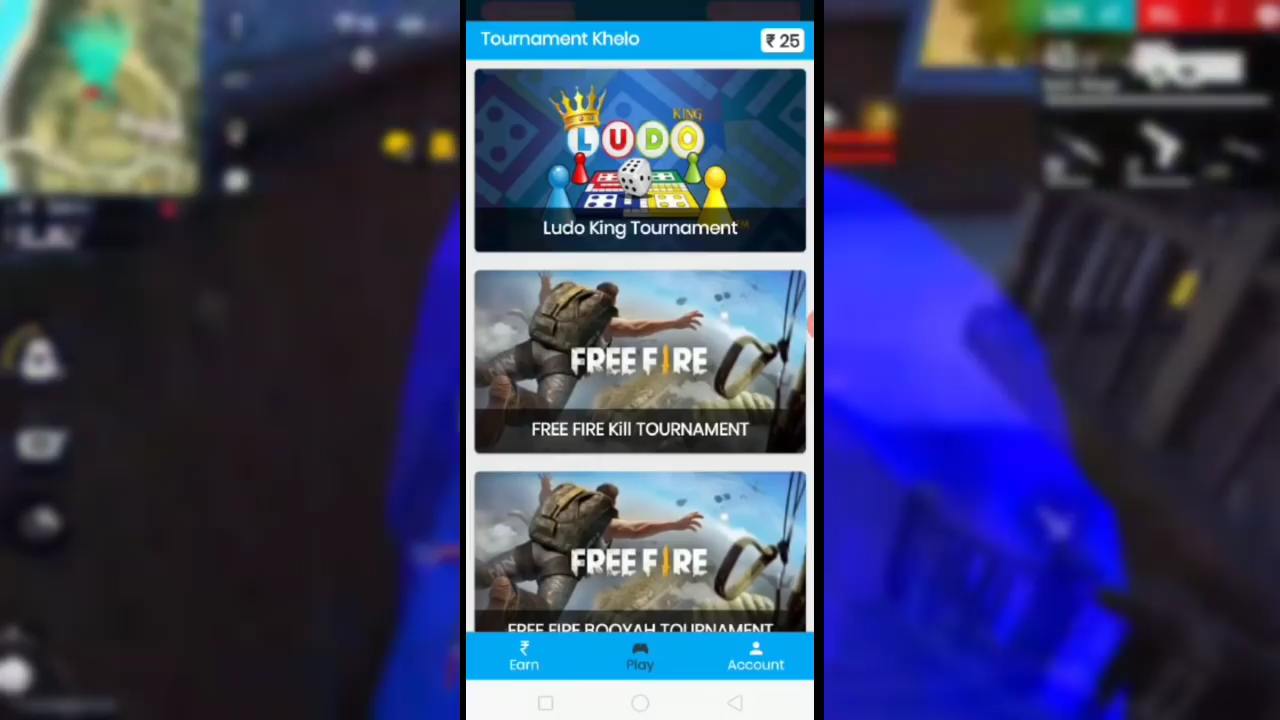 Tournament Khelo
₹ 25
KING
LUDO
Ludo King Tournament
FREE FIRE
FREE FIRE Kill TOURNAMENT
FREE FIRE
FREE FIRE BOOYAH TOURNAMENT
₹
Earn
Play
Account